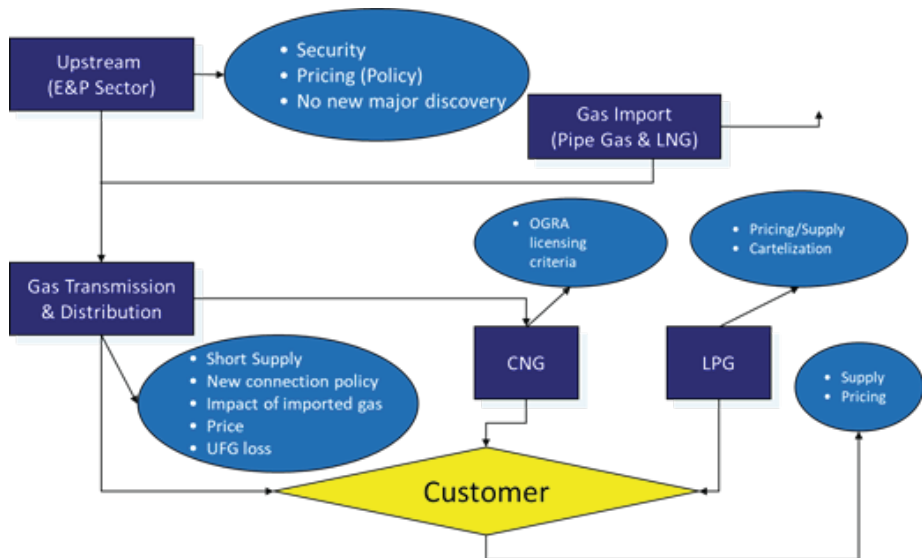 Upstream
(E&P Sector)
• Security
• Pricing (Policy)
• No new major discovery
Gas Import
(Pipe Gas & LNG)
• OGRA
licensing
criteria
• Pricing/Supply
• Cartelization
Gas Transmission
& Distribution
• Short Supply
• New connection policy
• Impact of imported gas
• Price
• UFG loss
CNG
LPG
• Supply
• Pricing
Customer